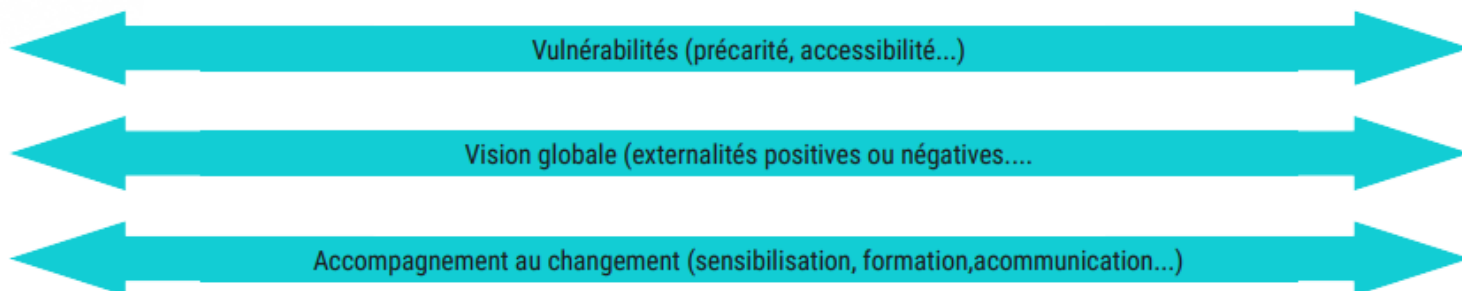 Vulnérabilités (précarité, accessibilité...)
Vision globale (externalités positives ou négatives....
Accompagnement au changement (sensibilisation, formation,acommunication...)